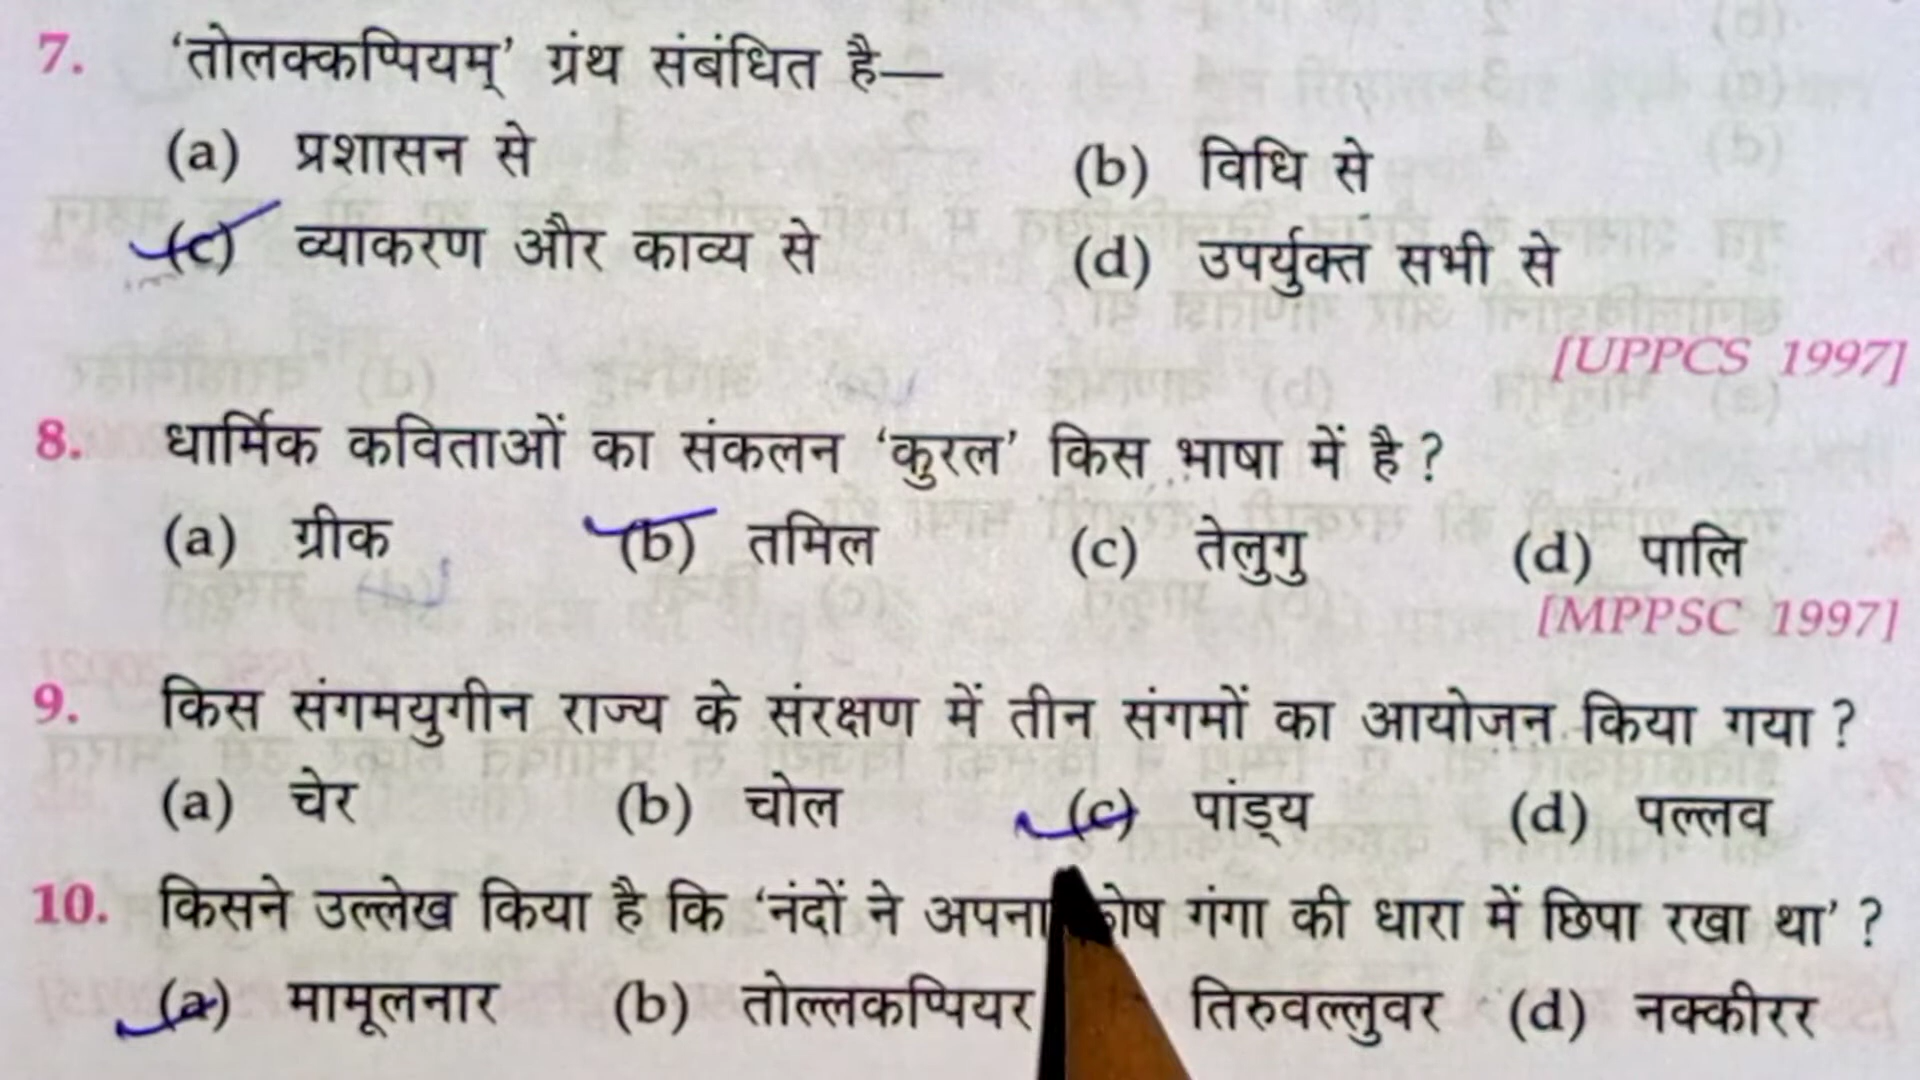 7. ‘तोलक्कप्पियम्’ ग्रंथ संबंधित है—
(a) प्रशासन से (b) विधि से
(c) व्याकरण और काव्य से (d) उपर्युक्त सभी से
[UPPCS 1997]
8. धार्मिक कविताओं का संकलन ‘कुरल’ किस भाषा में है ?
(a) ग्रीक (b) तमिल (c) तेलुगु (d) पालि
[MPPSC 1997]
9. किस संगमयुगीन राज्य के संरक्षण में तीन संगमों का आयोजन किया गया ?
(a) चेर (b) चोल (c) पांड्य (d) पल्लव
10. किसने उल्लेख किया है कि ‘नंदों ने अपना गंगा की धारा में छिपा रखा था’ ?
(a) मामूलनार (b) तोल्लकप्पियर तिरुवल्लुवर (d) नक्कीरर